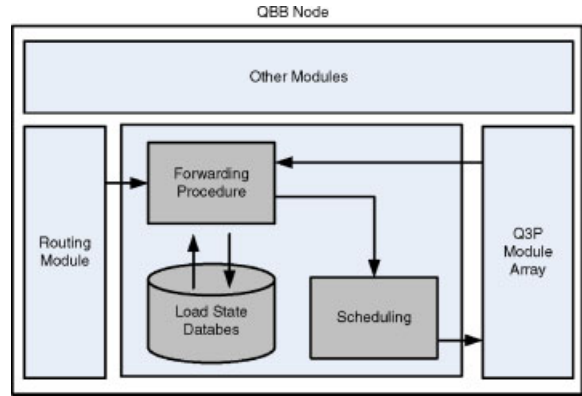 QBB Node
Other Modules
Routing
Module
Forwarding
Procedure
Load State
Databes
Scheduling
Q3P
Module
Array